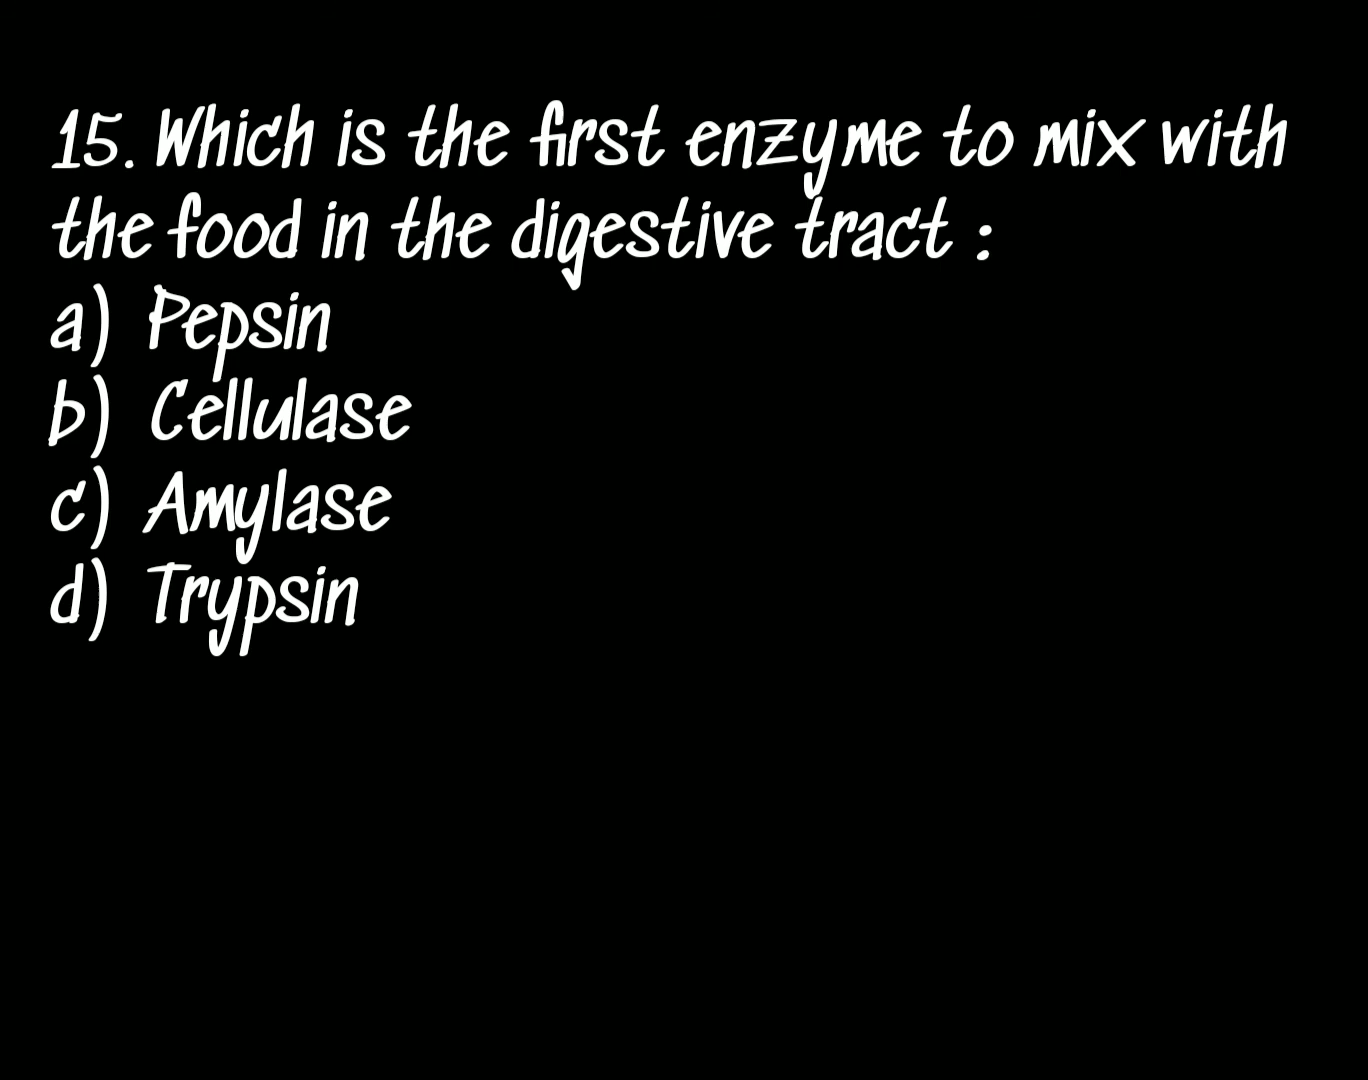 15. Which is the first enzyme to mix with
the food in the digestive tract :
a) Pepsin
b) Cellulase
c) Amylase
d) Trypsin